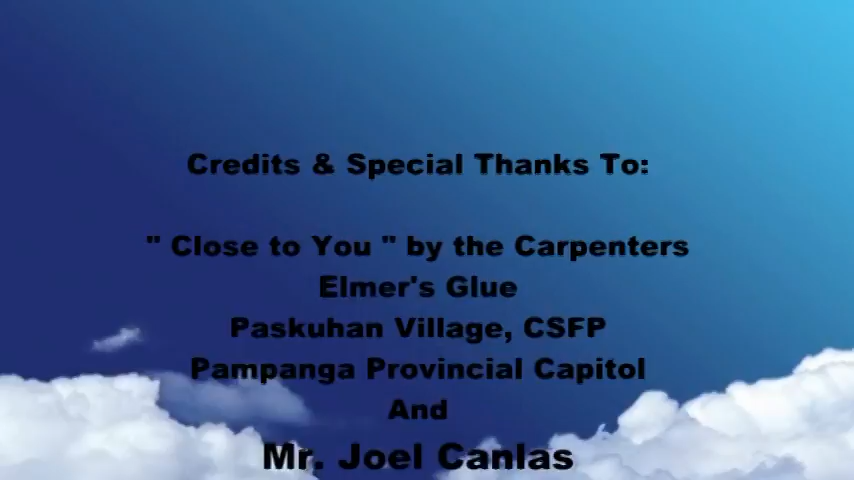 Credits & Special Thanks To:
" Close to You " by the Carpenters
Elmer's Glue
Paskuhan Village, CSFP
Pampanga Provincial Capitol
And
Mr. Joel Canlas